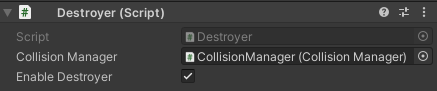 Destroyer (Script)
Script Destroyer
Collision Manager CollisionManager (Collision Manager)
Enable Destroyer